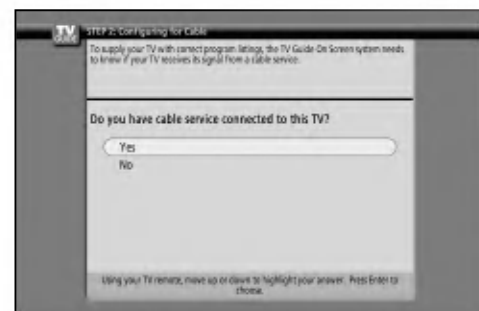 TV
GUIDE
STEP 2: Configuring for Cable
To supply your TV with correct program listings, the TV Guide On Screen system needs
to know if your TV receives its signal from a cable service.
Do you have cable service connected to this TV?
Yes
No
Using your TV remote, move up or down to highlight your answer. Press Enter to
choose.